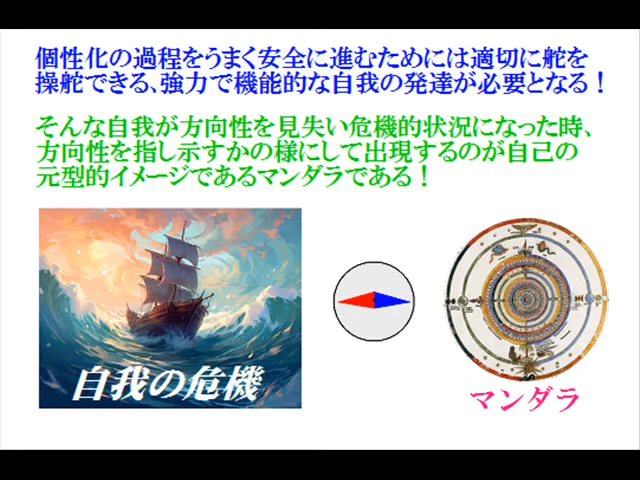 個性化の過程をうまく安全に進むためには適切に舵を
操舵できる、強力で機能的な自我の発達が必要となる！
そんな自我が方向性を見失い危機的状況になった時、
方向性を指し示すかの様にして出現するのが自己の
元型的イメージであるマンダラである！
自我の危機
マンダラ